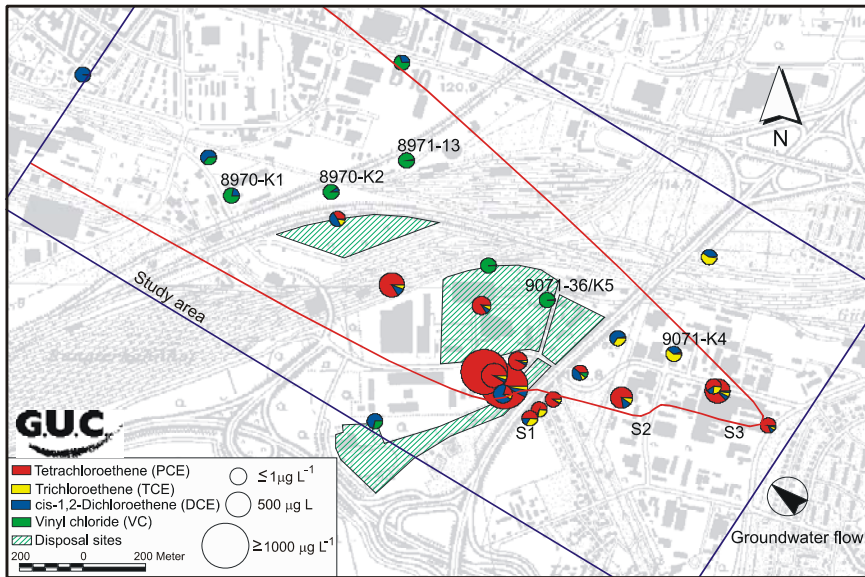 120,9
8971-13
8970-K1
8970-K2
N
Study area
9071-36/K5
9071-K4
S1
S2
S3
G.U.C
Tetrachloroethene (PCE)
Trichloroethene (TCE)
cis-1,2-Dichloroethene (DCE)
Vinyl chloride (VC)
Disposal sites
≤1µg L⁻¹
500 µg L
≥1000 µg L⁻¹
200 0 200 Meter
Groundwater flow